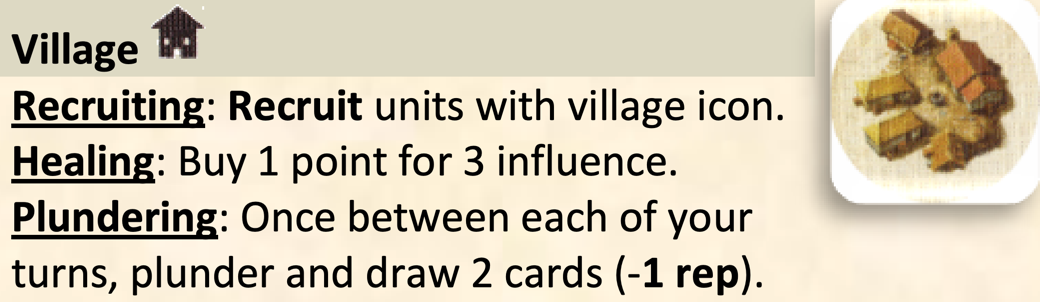 Village
Recruiting: Recruit units with village icon.
Healing: Buy 1 point for 3 influence.
Plundering: Once between each of your
turns, plunder and draw 2 cards (-1 rep).